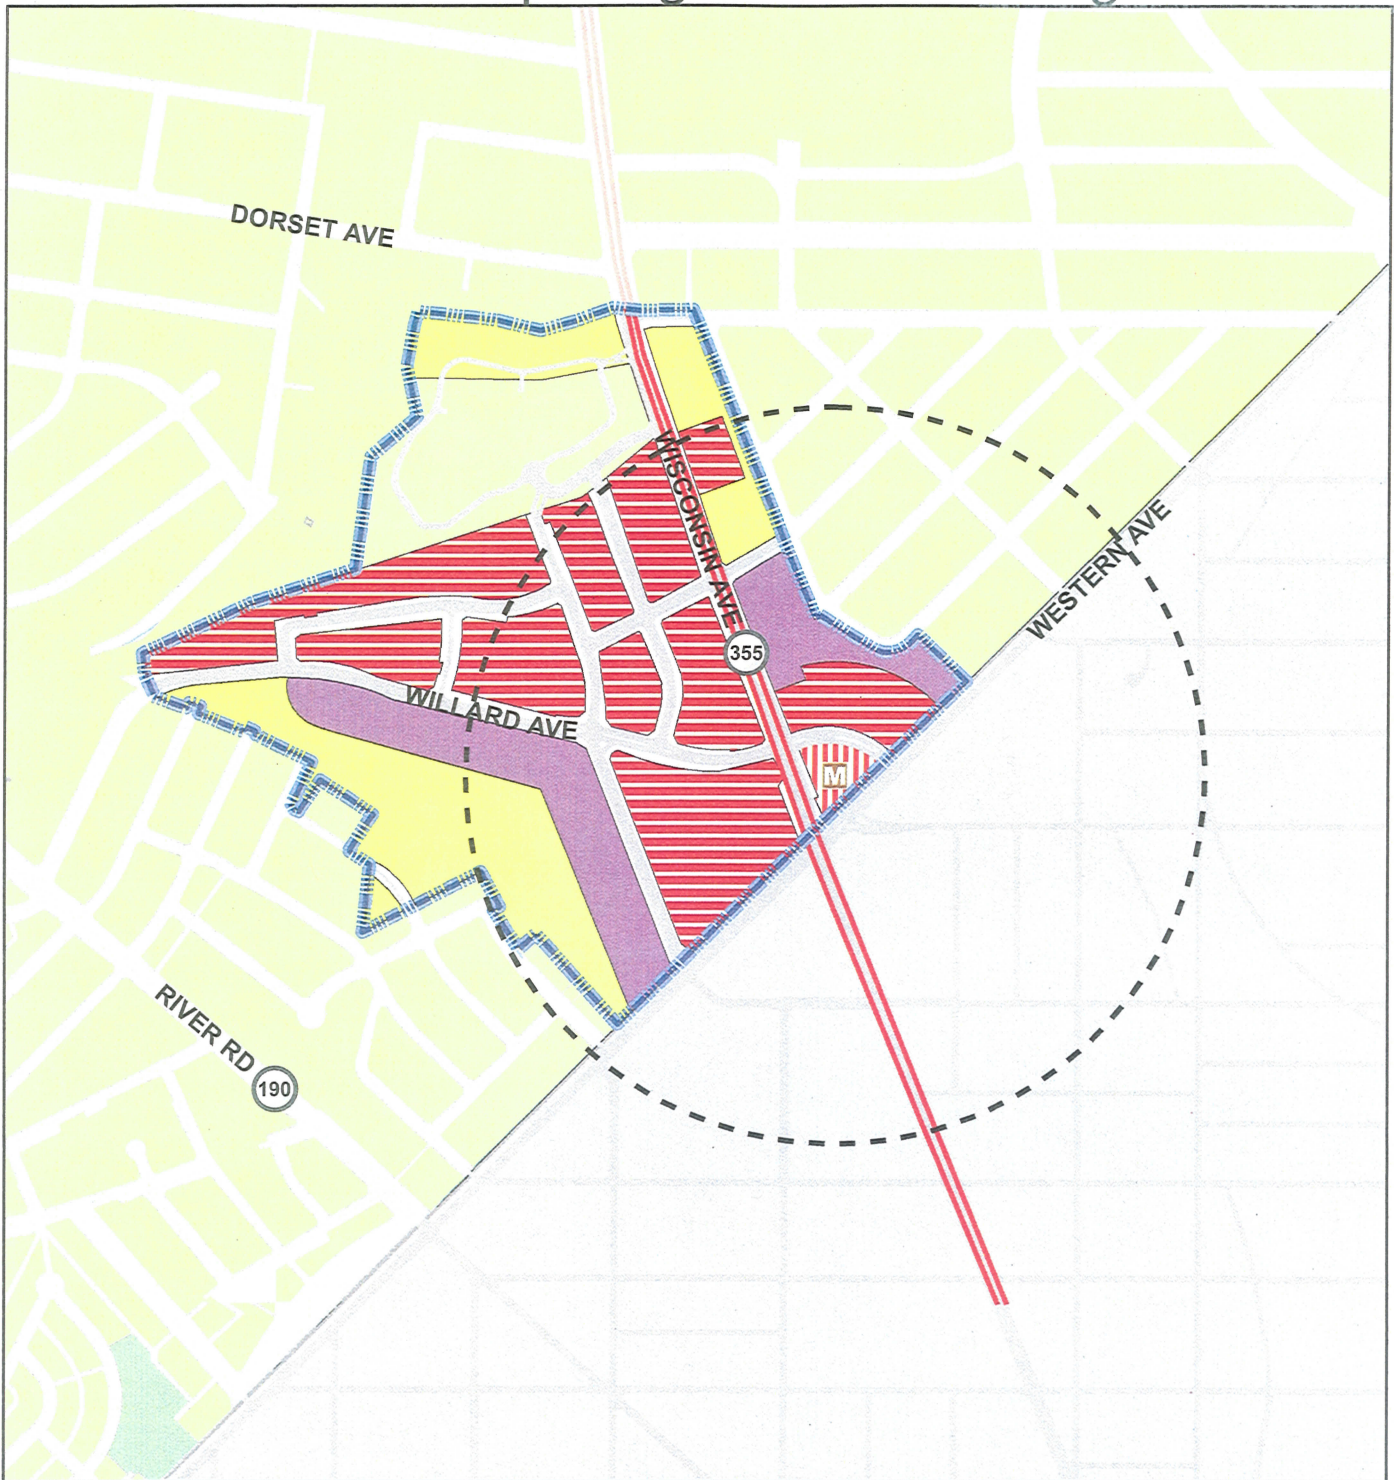 DORSET AVE
WISCONSIN AVE
WESTERN AVE
355
WILLARD AVE
M
RIVER RD
190